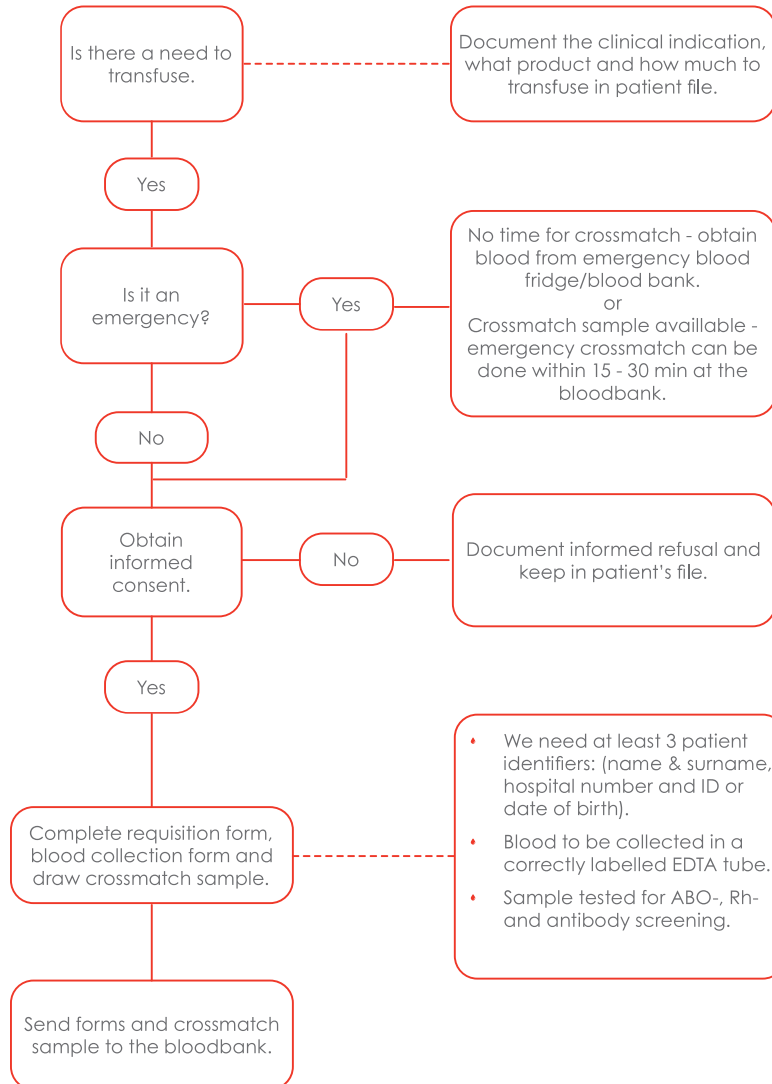 Is there a need to
transfuse.
Document the clinical indication,
what product and how much to
transfuse in patient file.
Yes
Is it an
emergency?
Yes
No time for crossmatch - obtain
blood from emergency blood
fridge/blood bank.
or
Crossmatch sample availlable -
emergency crossmatch can be
done within 15 - 30 min at the
bloodbank.
No
Obtain
informed
consent.
No
Document informed refusal and
keep in patient's file.
Yes
Complete requisition form,
blood collection form and
draw crossmatch sample.
We need at least 3 patient
identifiers: (name & surname,
hospital number and ID or
date of birth).
Blood to be collected in a
correctly labelled EDTA tube.
Sample tested for ABO-, Rh-
and antibody screening.
Send forms and crossmatch
sample to the bloodbank.